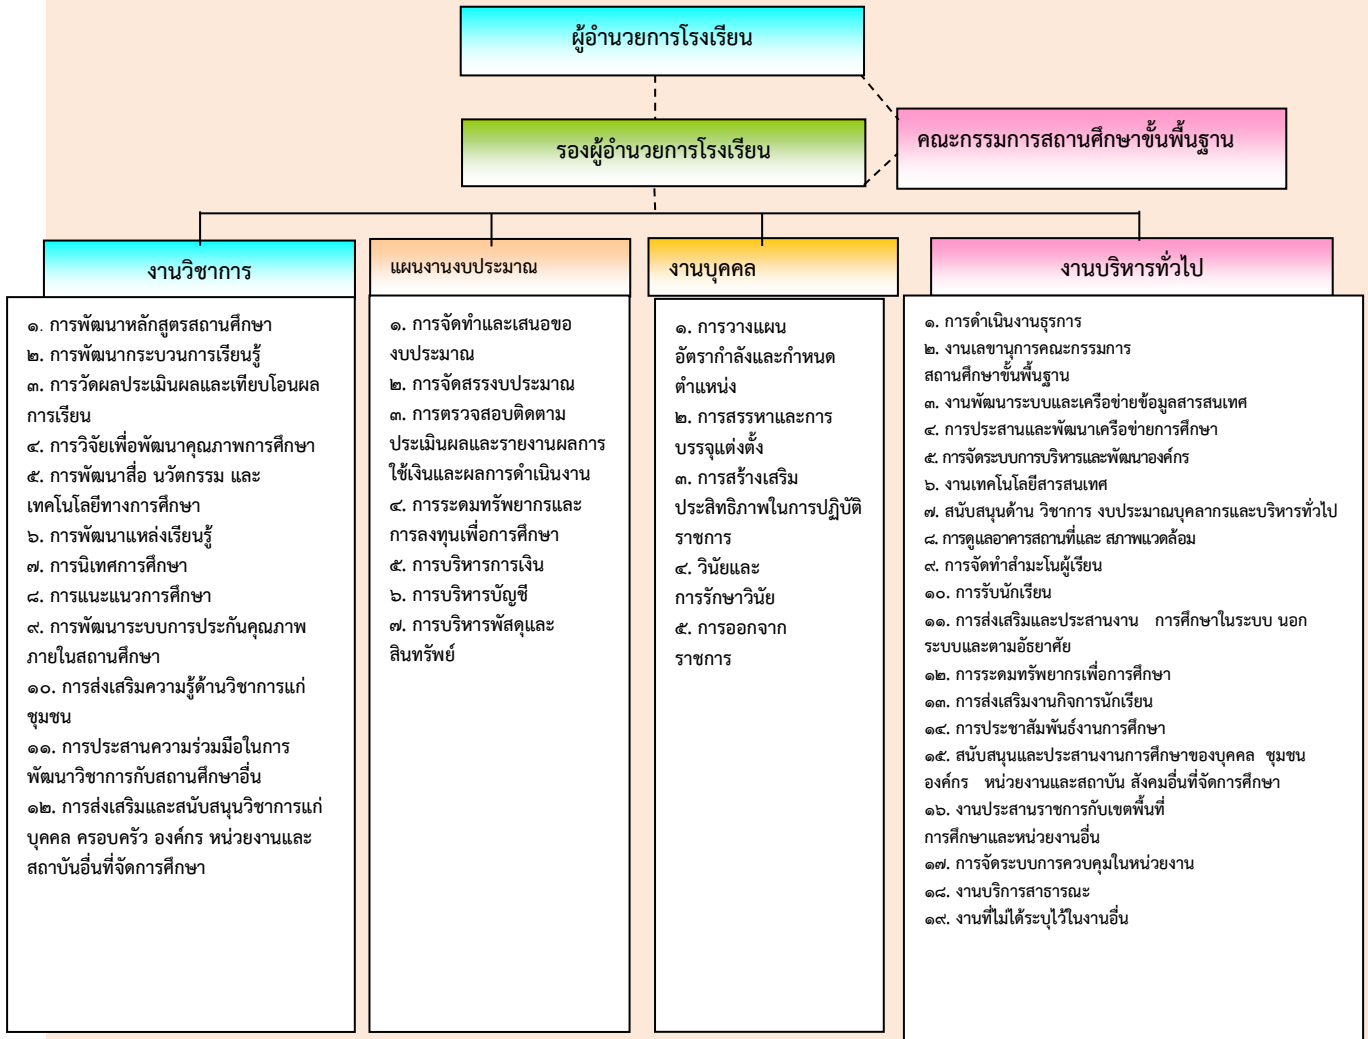 ผู้อำนวยการโรงเรียน
รองผู้อำนวยการโรงเรียน
คณะกรรมการสถานศึกษาขั้นพื้นฐาน
งานวิชาการ
๑. การพัฒนาหลักสูตรสถานศึกษา
๒. การพัฒนากระบวนการเรียนรู้
๓. การวัดผลประเมินผลและเทียบโอนผล
การเรียน
๔. การวิจัยเพื่อพัฒนาคุณภาพการศึกษา
๕. การพัฒนาสื่อ นวัตกรรม และ
เทคโนโลยีทางการศึกษา
๖. การพัฒนาแหล่งเรียนรู้
๗. การนิเทศการศึกษา
๘. การแนะแนวการศึกษา
๙. การพัฒนาระบบการประกันคุณภาพ
ภายในสถานศึกษา
๑๐. การส่งเสริมความรู้ด้านวิชาการแก่
ชุมชน
๑๑. การประสานความร่วมมือในการ
พัฒนาวิชาการกับสถานศึกษาอื่น
๑๒. การส่งเสริมและสนับสนุนวิชาการแก่
บุคคล ครอบครัว องค์กร หน่วยงานและ
สถาบันอื่นที่จัดการศึกษา
แผนงานงบประมาณ
๑. การจัดทำและเสนอขอ
งบประมาณ
๒. การจัดสรรงบประมาณ
๓. การตรวจสอบติดตาม
ประเมินผลและรายงานผลการ
ใช้เงินและผลการดำเนินงาน
๔. การระดมทรัพยากรและ
การลงทุนเพื่อการศึกษา
๕. การบริหารการเงิน
๖. การบริหารบัญชี
๗. การบริหารพัสดุและ
สินทรัพย์
งานบุคคล
๑. การวางแผน
อัตรากำลังและกำหนด
ตำแหน่ง
๒. การสรรหาและการ
บรรจุแต่งตั้ง
๓. การสร้างเสริม
ประสิทธิภาพในการปฏิบัติ
ราชการ
๔. วินัยและ
การรักษาวินัย
๕. การออกจาก
ราชการ
งานบริหารทั่วไป
๑. การดำเนินงานธุรการ
๒. งานเลขานุการคณะกรรมการ
สถานศึกษาขั้นพื้นฐาน
๓. งานพัฒนาระบบและเครือข่ายข้อมูลสารสนเทศ
๔. การประสานและพัฒนาเครือข่ายการศึกษา
๕. การจัดระบบการบริหารและพัฒนาองค์กร
๖. งานเทคโนโลยีสารสนเทศ
๗. สนับสนุนด้าน วิชาการ งบประมาณบุคลากรและบริหารทั่วไป
๘. การดูแลอาคารสถานที่และ สภาพแวดล้อม
๙. การจัดทำสำมะโนผู้เรียน
๑๐. การรับนักเรียน
๑๑. การส่งเสริมและประสานงาน การศึกษาในระบบ นอก
ระบบและตามอัธยาศัย
๑๒. การระดมทรัพยากรเพื่อการศึกษา
๑๓. การส่งเสริมงานกิจการนักเรียน
๑๔. การประชาสัมพันธ์งานการศึกษา
๑๕. สนับสนุนและประสานงานการศึกษาของบุคคล ชุมชน
องค์กร หน่วยงานและสถาบัน สังคมอื่นที่จัดการศึกษา
๑๖. งานประสานราชการกับเขตพื้นที่
การศึกษาและหน่วยงานอื่น
๑๗. การจัดระบบการควบคุมในหน่วยงาน
๑๘. งานบริการสาธารณะ
๑๙. งานที่ไม่ได้ระบุไว้ในงานอื่น